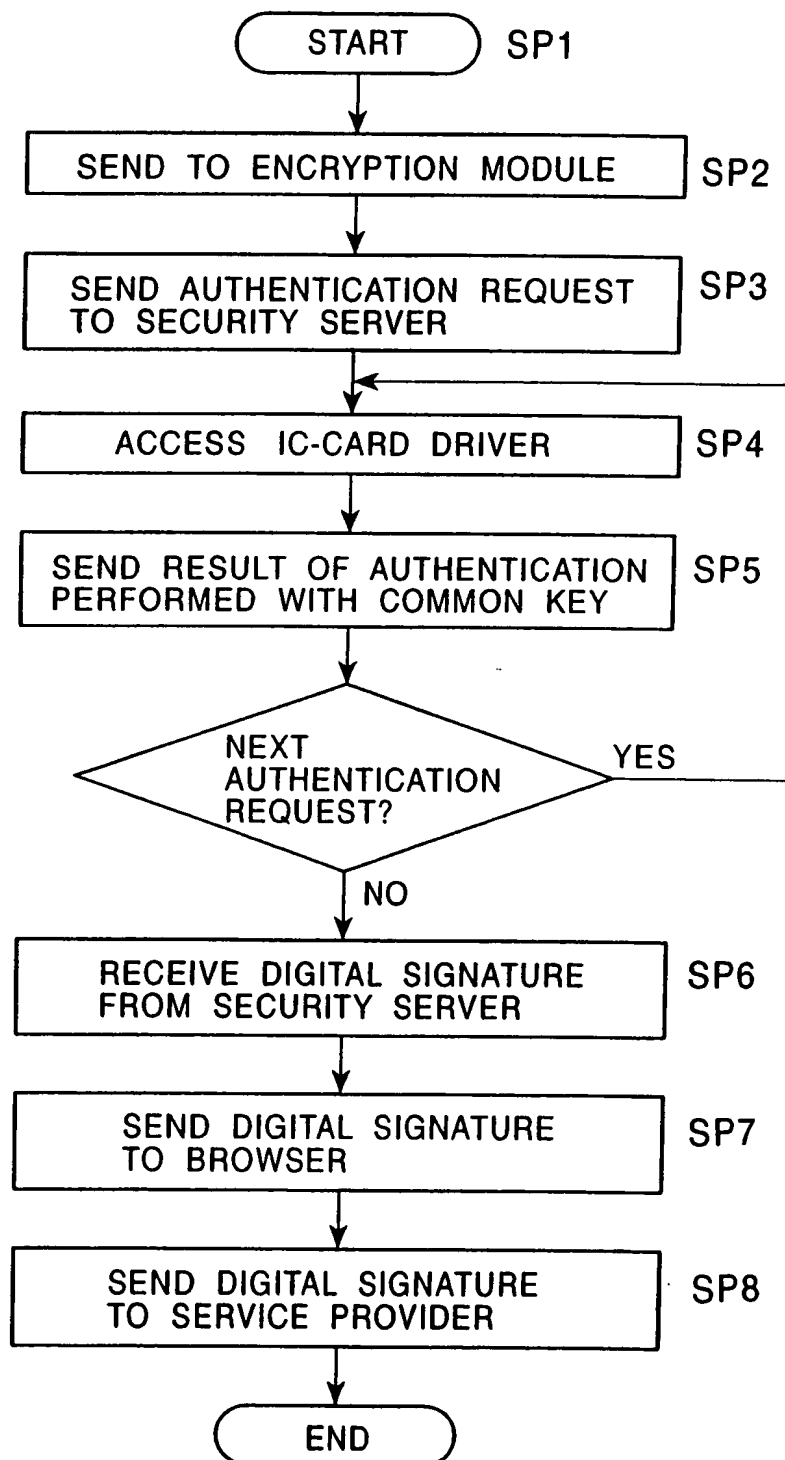 START SP1
SEND TO ENCRYPTION MODULE SP2
SEND AUTHENTICATION REQUEST SP3
TO SECURITY SERVER
ACCESS IC-CARD DRIVER SP4
SEND RESULT OF AUTHENTICATION SP5
PERFORMED WITH COMMON KEY
NEXT
AUTHENTICATION
REQUEST?
YES
NO
RECEIVE DIGITAL SIGNATURE SP6
FROM SECURITY SERVER
SEND DIGITAL SIGNATURE SP7
TO BROWSER
SEND DIGITAL SIGNATURE SP8
TO SERVICE PROVIDER
END